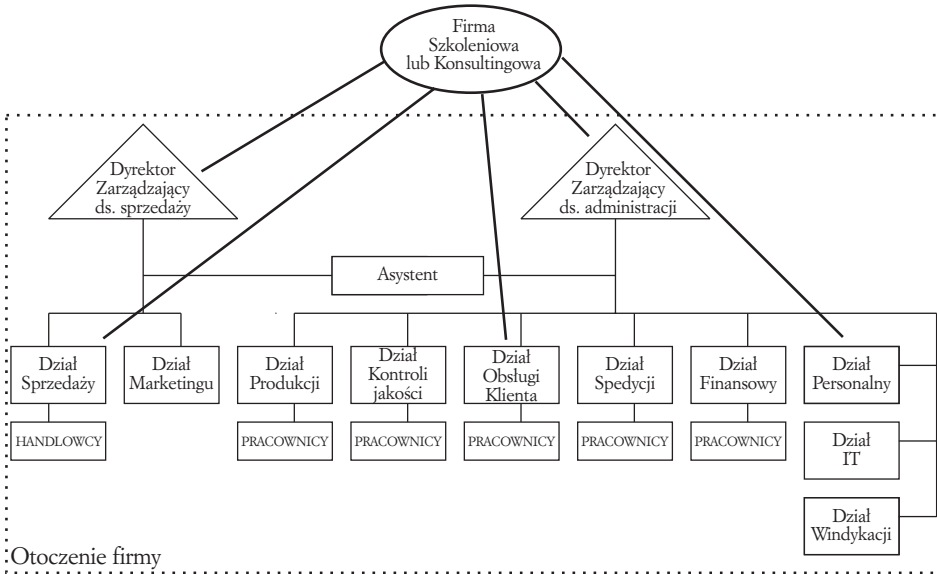 Firma
Szkoleniowa
lub Konsultingowa
Dyrektor
Zarządzający
ds. sprzedaży
Dyrektor
Zarządzający
ds. administracji
Asystent
Dział
Sprzedaży
Dział
Marketingu
Dział
Produkcji
Dział
Kontroli
jakości
Dział
Obsługi
Klienta
Dział
Spedycji
Dział
Finansowy
Dział
Personalny
HANDLOWCY
PRACOWNICY
PRACOWNICY
PRACOWNICY
PRACOWNICY
PRACOWNICY
Dział
IT
Dział
Windykacji
Otoczenie firmy